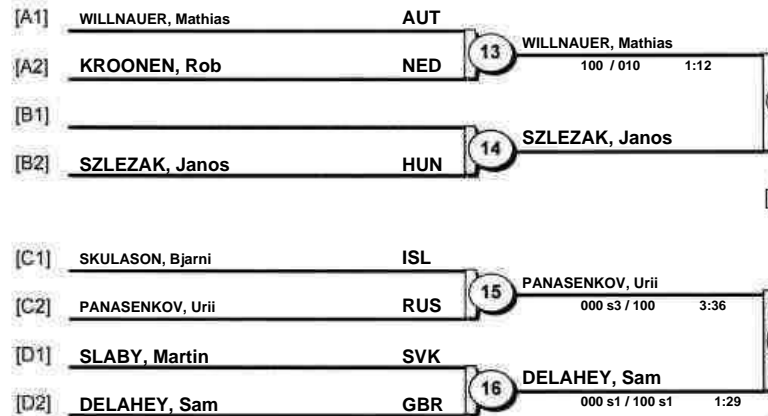 [A1] WILLNAUER, Mathias AUT
13 WILLNAUER, Mathias
[A2] KROONEN, Rob NED
100 / 010 1:12
[B1]
14 SZLEZAK, Janos
[B2] SZLEZAK, Janos HUN
[C1] SKULASON, Bjarni ISL
15 PANASENKOV, Urii
[C2] PANASENKOV, Urii RUS
000 s3 / 100 3:36
[D1] SLABY, Martin SVK
16 DELAHEY, Sam
[D2] DELAHEY, Sam GBR
000 s1 / 100 s1 1:29